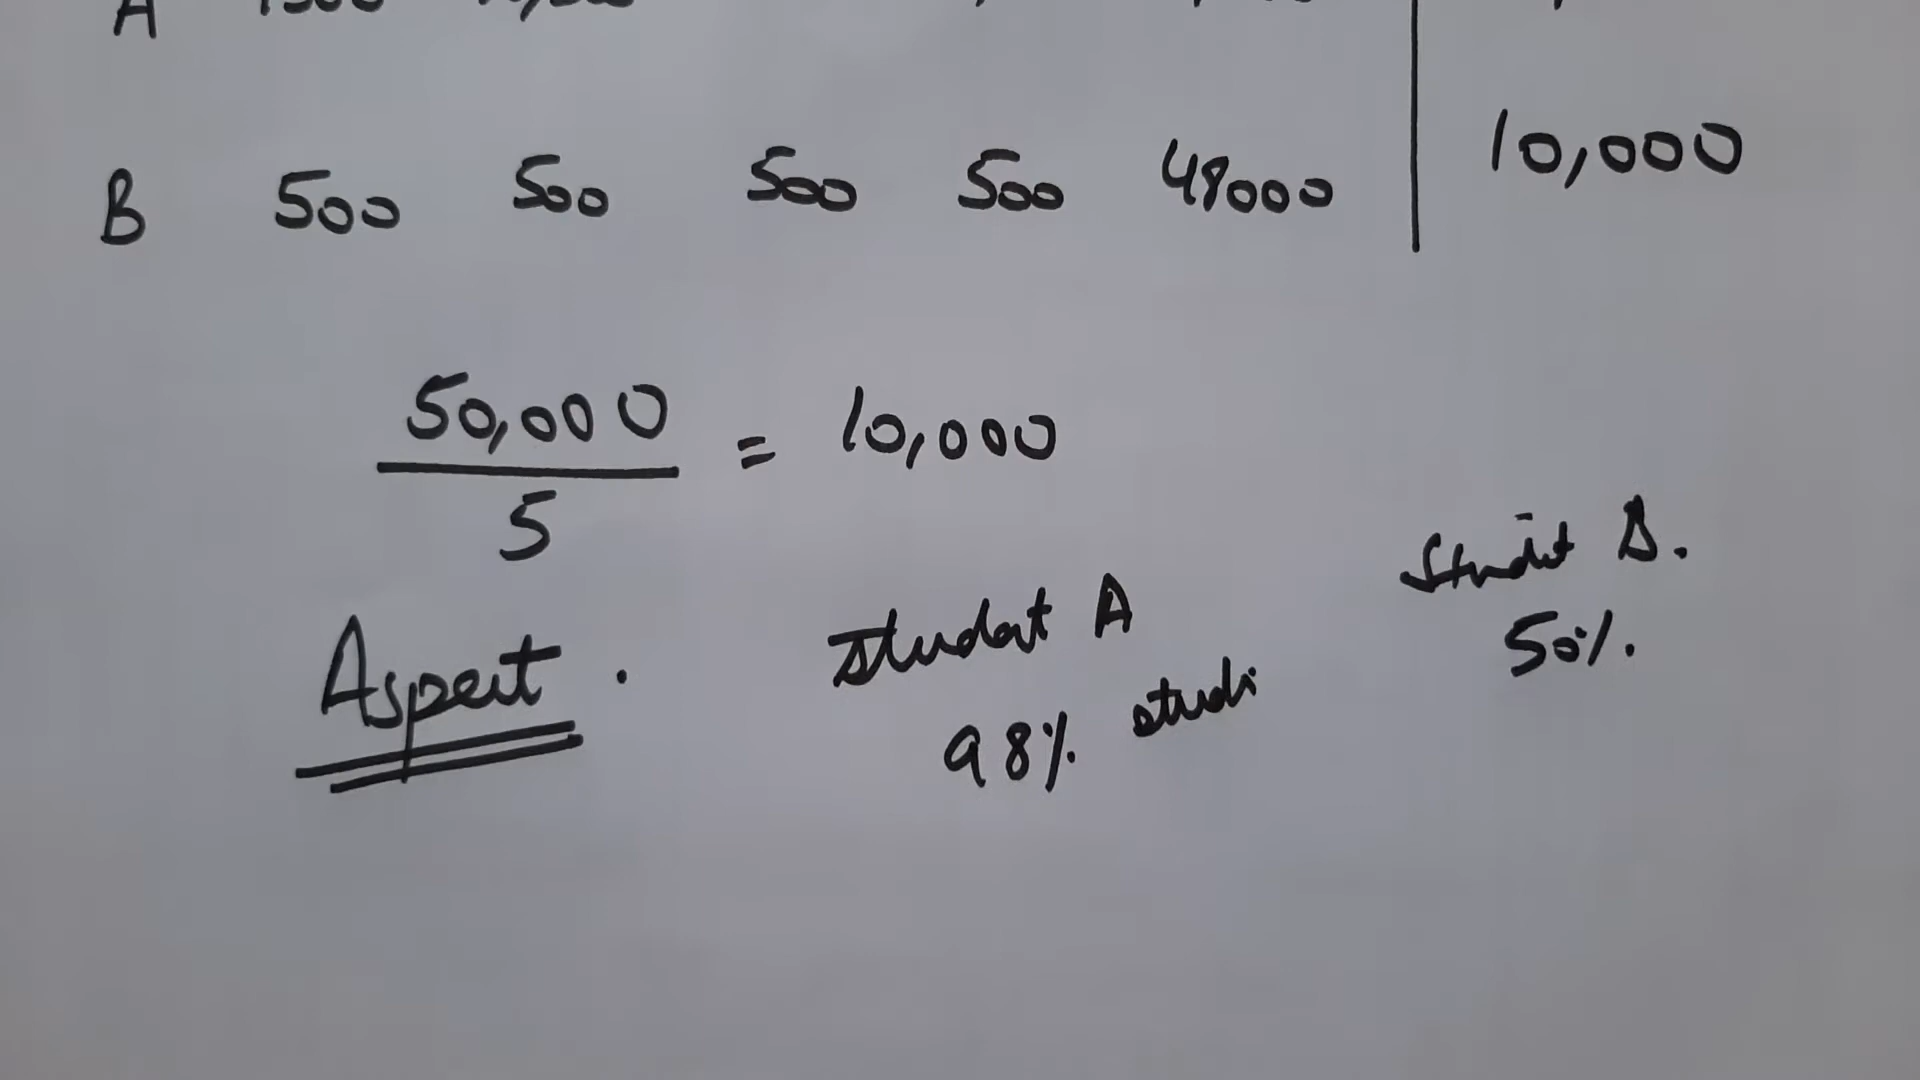 A
B 500 500 500 500 48000 10,000
50,000 / 5 = 10,000
Aspect .
Student A
98% studi
Student B.
50%.